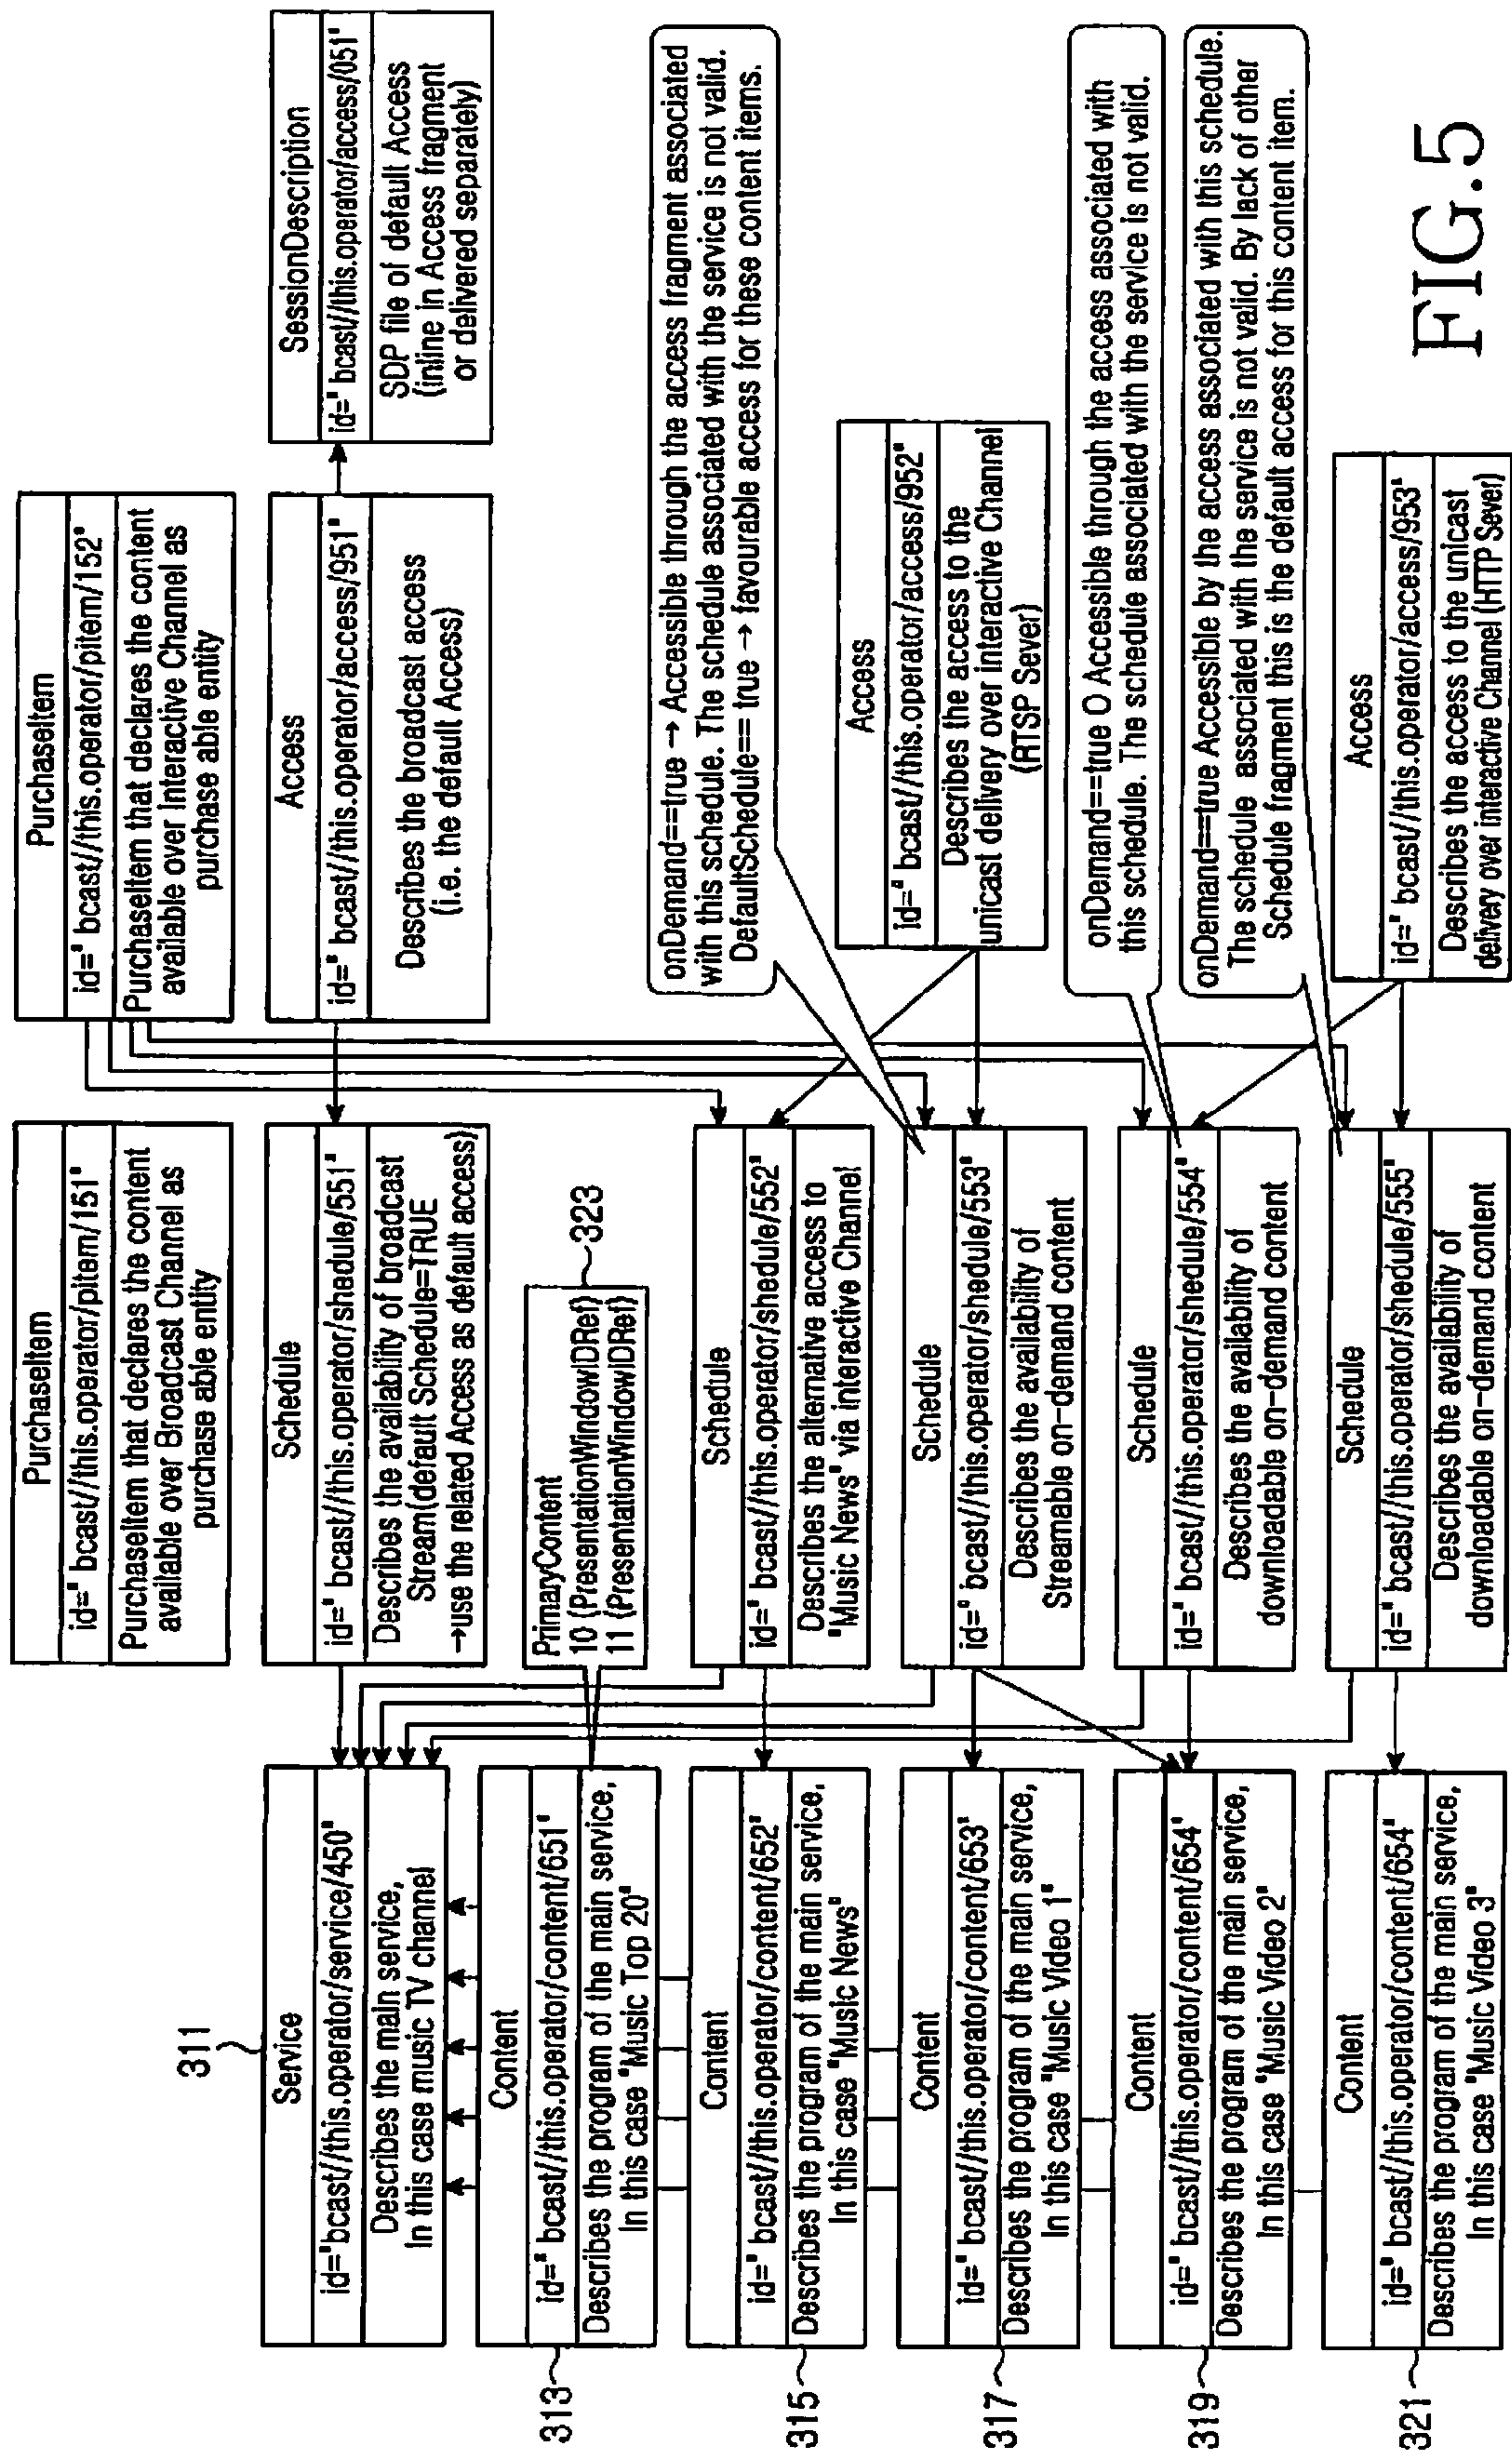 PurchaseItem
id=" bcast//this.operator/pitem/151"
PurchaseItem that declares the content
available over Broadcast Channel as
purchase able entity
PurchaseItem
id=" bcast//this.operator/pitem/152"
PurchaseItem that declares the content
available over Interactive Channel as
purchase able entity
311
Service
id="bcast//this.operator/service/450"
Describes the main service,
In this case music TV channel
Schedule
id=" bcast//this.operator/shedule/551"
Describes the availability of broadcast
Stream(default Schedule=TRUE
→use the related Access as default access)
Access
id=" bcast//this.operator/access/951"
Describes the broadcast access
(i.e. the default Access)
SessionDescription
id=" bcast//this.operator/access/051"
SDP file of default Access
(inline in Access fragment
or delivered separately)
313
Content
id=" bcast//this.operator/content/651"
Describes the program of the main service,
In this case "Music Top 20"
PrimaryContent
10 (PresentationWindowIDRef)
11 (PresentationWindowIDRef)
323
onDemand==true → Accessible through the access fragment associated
with this schedule. The schedule associated with the service is not valid.
DefaultSchedule== true → favourable access for these content items.
315
Content
id=" bcast//this.operator/content/652"
Describes the program of the main service,
In this case "Music News"
Schedule
id=" bcast//this.operator/shedule/552"
Describes the alternative access to
"Music News" via interactive Channel
Access
id=" bcast//this.operator/access/952"
Describes the access to the
unicast delivery over interactive Channel
(RTSP Sever)
317
Content
id=" bcast//this.operator/content/653"
Describes the program of the main service,
In this case "Music Video 1"
Schedule
id=" bcast//this.operator/shedule/553"
Describes the availability of
Streamable on-demand content
onDemand==true O Accessible through the access associated with
this schedule. The schedule associated with the service is not valid.
319
Content
id=" bcast//this.operator/content/654"
Describes the program of the main service,
In this case "Music Video 2"
Schedule
id=" bcast//this.operator/shedule/554"
Describes the availability of
downloadable on-demand content
onDemand==true Accessible by the access associated with this schedule.
The schedule associated with the service is not valid. By lack of other
Schedule fragment this is the default access for this content item.
321
Content
id=" bcast//this.operator/content/654"
Describes the program of the main service,
In this case "Music Video 3"
Schedule
id=" bcast//this.operator/shedule/555"
Describes the availability of
downloadable on-demand content
Access
id=" bcast//this.operator/access/953"
Describes the access to the unicast
delivery over interactive Channel (HTTP Sever)
FIG.5